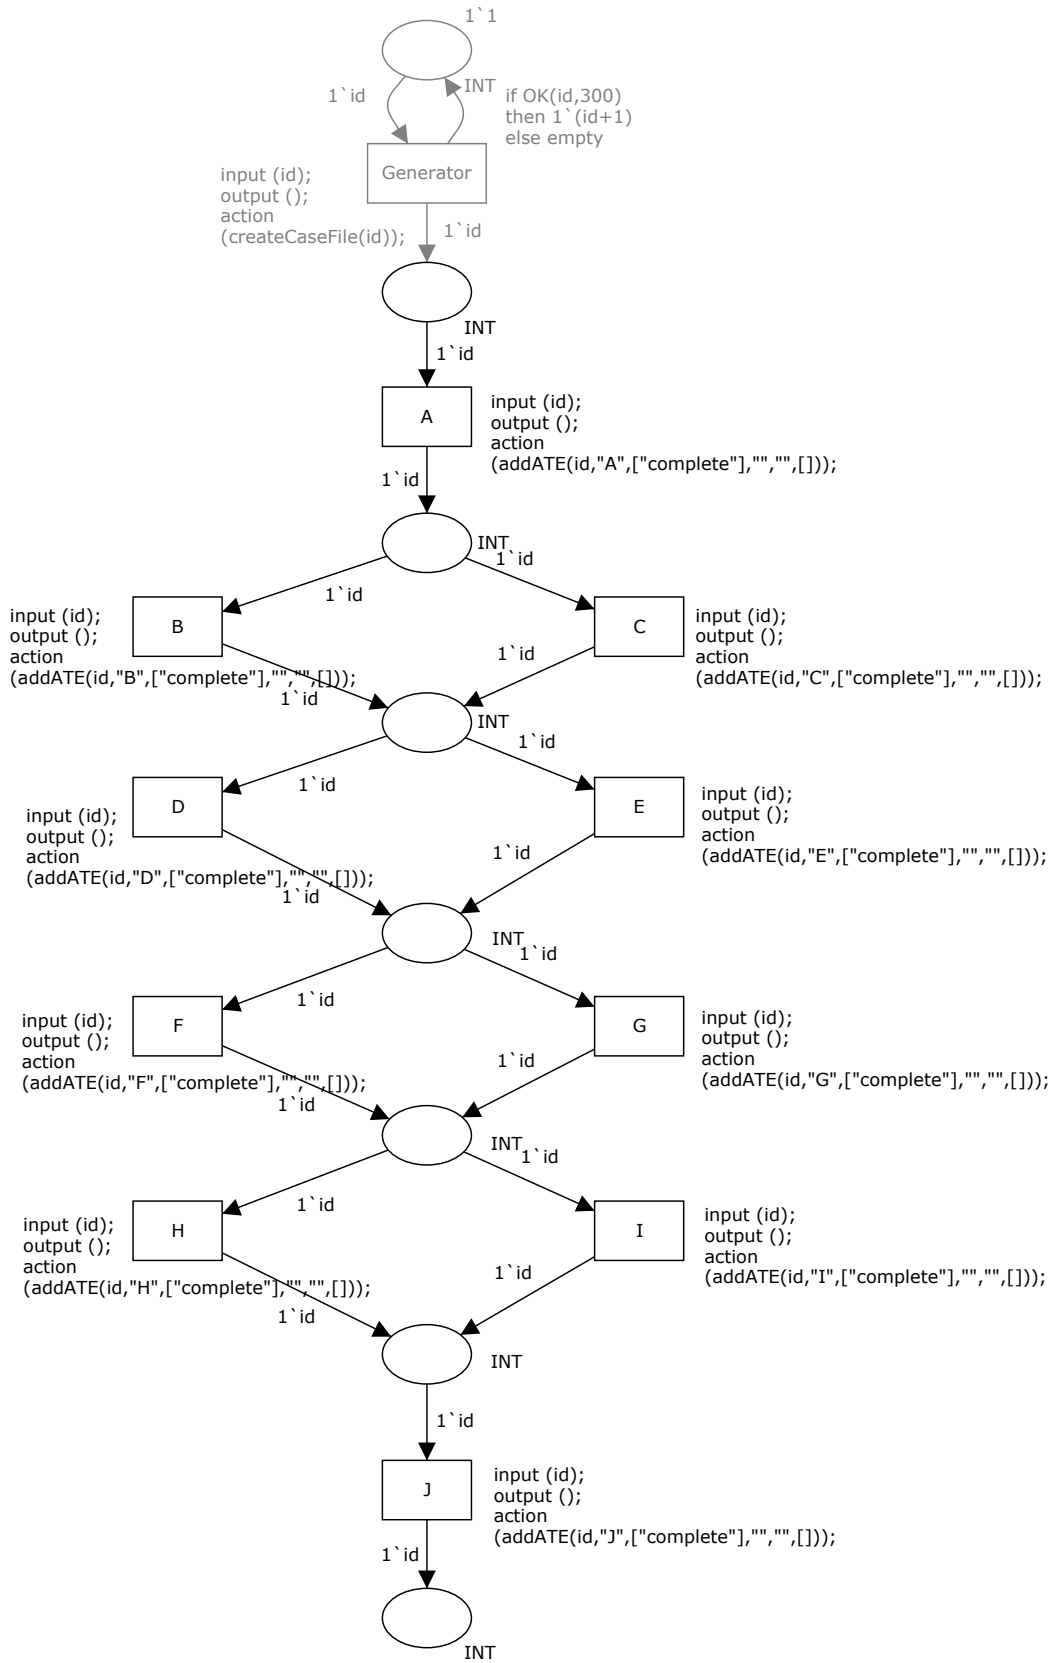 1`1
INT
1`id
if OK(id,300)
then 1`(id+1)
else empty
Generator
input (id);
output ();
action
(createCaseFile(id));
1`id
INT
1`id
A
input (id);
output ();
action
(addATE(id,"A",["complete"],"","",[]));
1`id
INT
1`id
1`id
input (id);
output ();
action
(addATE(id,"B",["complete"],"","",[]));
B
C
input (id);
output ();
action
(addATE(id,"C",["complete"],"","",[]));
1`id
1`id
INT
1`id
1`id
D
input (id);
output ();
action
(addATE(id,"D",["complete"],"","",[]));
E
input (id);
output ();
action
(addATE(id,"E",["complete"],"","",[]));
1`id
1`id
INT
1`id
1`id
input (id);
output ();
action
(addATE(id,"F",["complete"],"","",[]));
F
G
input (id);
output ();
action
(addATE(id,"G",["complete"],"","",[]));
1`id
1`id
INT
1`id
1`id
input (id);
output ();
action
(addATE(id,"H",["complete"],"","",[]));
H
I
input (id);
output ();
action
(addATE(id,"I",["complete"],"","",[]));
1`id
1`id
INT
1`id
J
input (id);
output ();
action
(addATE(id,"J",["complete"],"","",[]));
1`id
INT